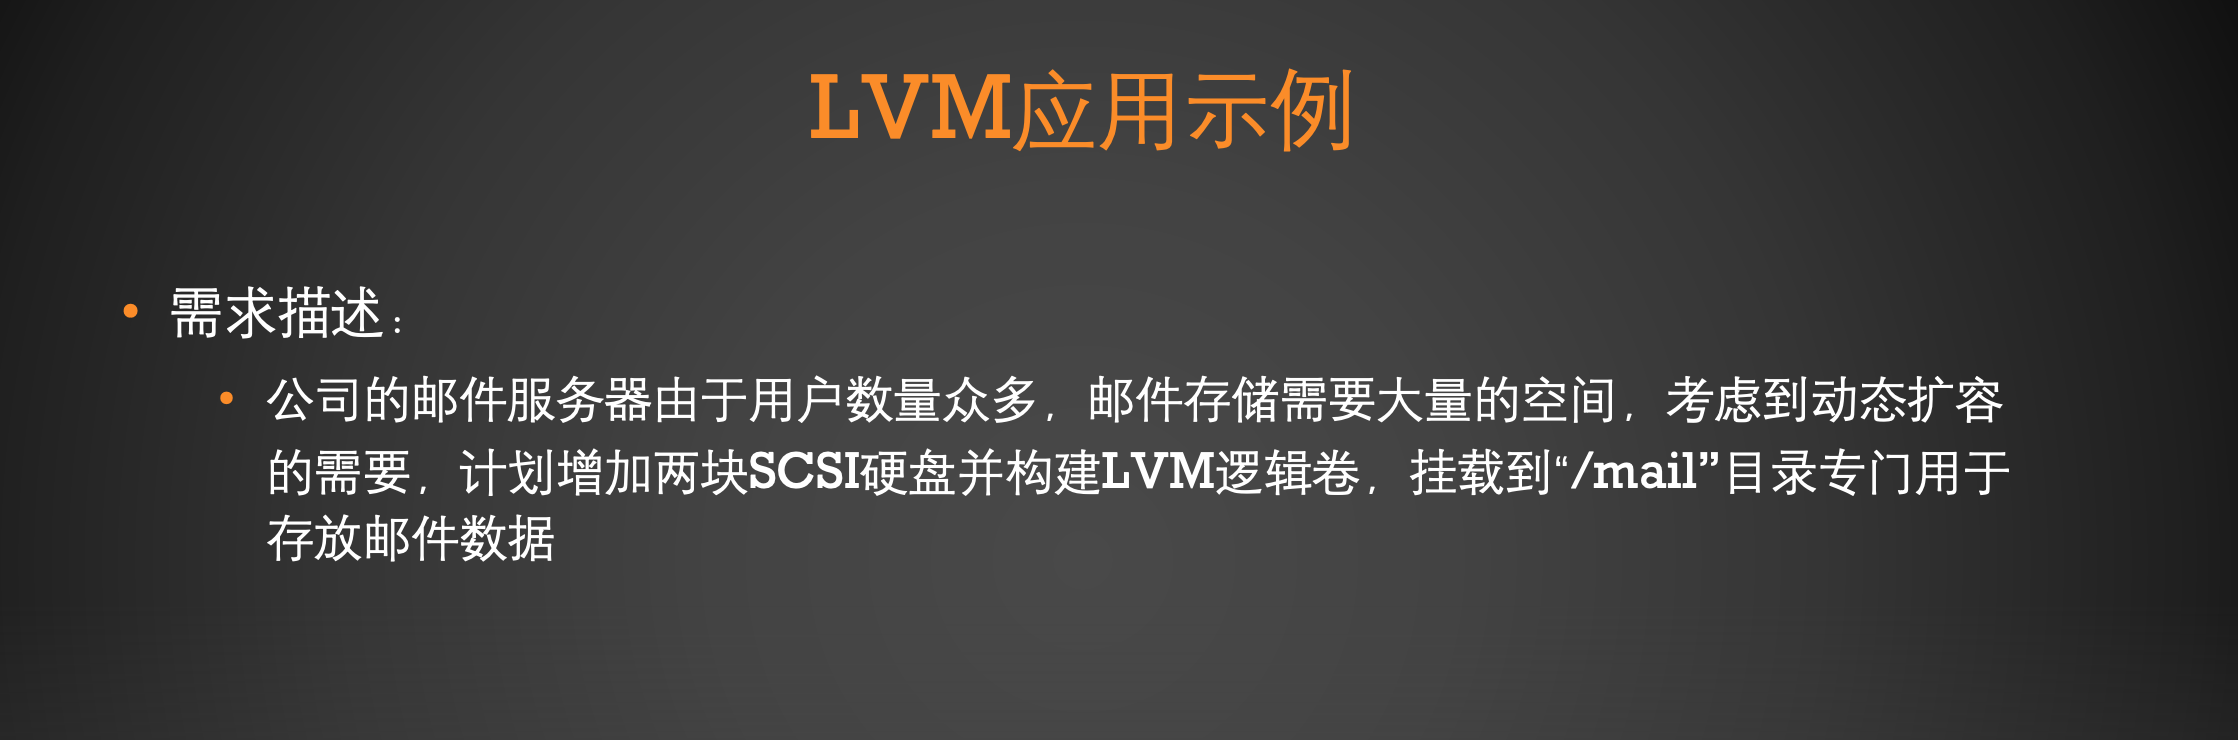 LVM应用示例
• 需求描述：
• 公司的邮件服务器由于用户数量众多，邮件存储需要大量的空间，考虑到动态扩容
的需要，计划增加两块SCSI硬盘并构建LVM逻辑卷，挂载到“/mail”目录专门用于
存放邮件数据